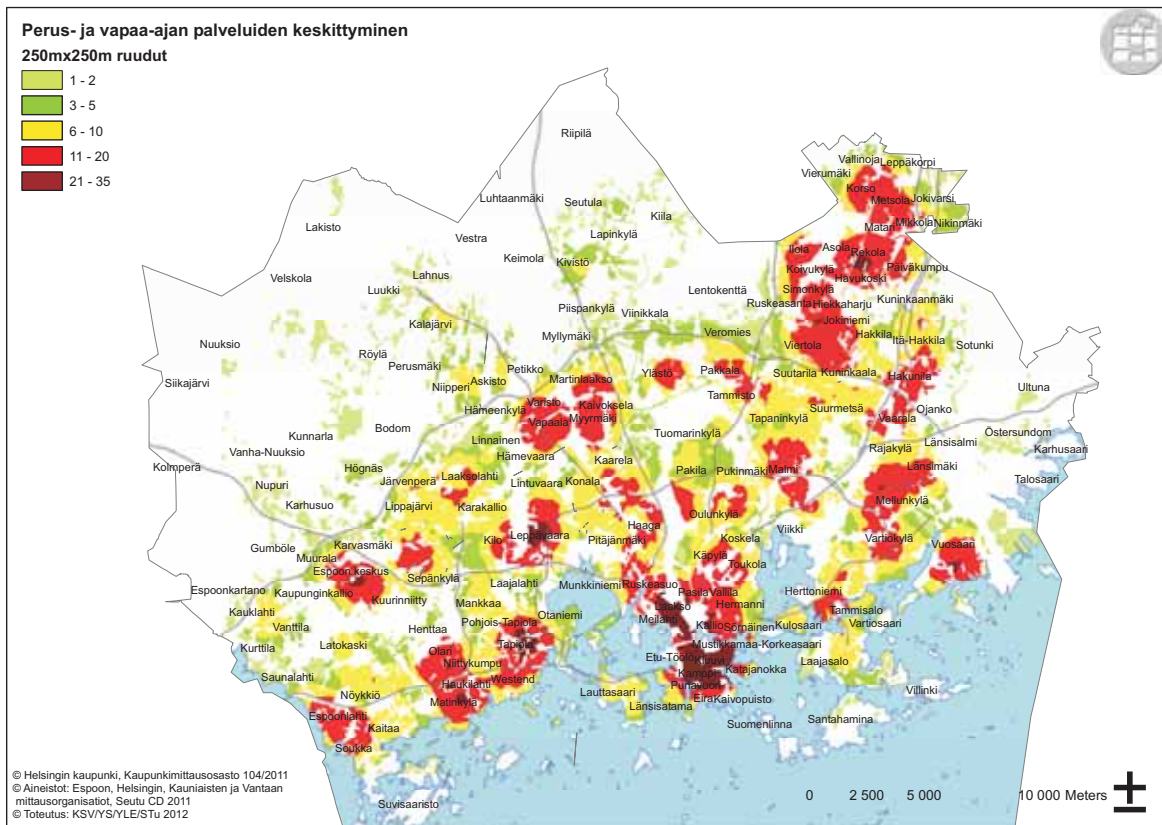 Perus- ja vapaa-ajan palveluiden keskittyminen
250mx250m ruudut
1 - 2
3 - 5
6 - 10
11 - 20
21 - 35
Riipilä
Vallinoja
Leppäkorpi
Vierumäki
Korso
Metsola
Jokivarsi
Luhtaanmäki
Seutula
Kiila
Mikkola
Nikinmäki
Matari
Lakisto
Vestra
Lapinkylä
Ilola
Asola
Rekola
Keimola
Kivistö
Koivukylä
Päiväkumpu
Havukoski
Velskola
Lahnus
Luukki
Lentokenttä
Simonkylä
Ruskeasanta
Hiekkaharju
Kuninkaanmäki
Piispankylä
Viinikkala
Kalajärvi
Jokiniemi
Nuuksio
Myllymäki
Veromies
Viertola
Hakkila
Itä-Hakkila
Sotunki
Röylä
Perusmäki
Petikko
Ylästö
Pakkala
Suutarila
Kuninkaala
Siikajärvi
Niipperi
Askisto
Martinlaakso
Hakunila
Ultuna
Hämeenkylä
Varisto
Kaivoksela
Tammisto
Suurmetsä
Ojanko
Vapaala
Myyrmäki
Tapaninkylä
Vaarala
Kunnarla
Bodom
Linnainen
Tuomarinkylä
Östersundom
Vanha-Nuuksio
Hämevaara
Rajakylä
Länsisalmi
Karhusaari
Kolmperä
Högnäs
Laaksolahti
Kaarela
Pakila
Pukinmäki
Malmi
Länsimäki
Nupuri
Järvenperä
Lintuvaara
Konala
Talosaari
Karhusuo
Lippajärvi
Karakallio
Oulunkylä
Mellunkylä
Haaga
Viikki
Leppävaara
Pitäjänmäki
Koskela
Vartiokylä
Vuosaari
Gumböle
Karvasmäki
Kilo
Muurala
Käpylä
Toukola
Espoon keskus
Sepänkylä
Laajalahti
Munkkiniemi
Ruskeasuo
Espoonkartano
Kaupunginkallio
Kuurinniitty
Pasila
Vallila
Herttoniemi
Mankkaa
Laakso
Hermanni
Kauklahti
Otaniemi
Tammisalo
Vanttila
Henttaa
Pohjois-Tapiola
Meilahti
Kallio
Sörnäinen
Kulosaari
Vartiosaari
Kurttila
Latokaski
Olari
Tapiola
Mustikkamaa-Korkeasaari
Etu-Töölö
Kluuvi
Laajasalo
Niittykumpu
Katajanokka
Saunalahti
Kamppi
Haukilahti
Westend
Nöykkiö
Lauttasaari
Punavuori
Villinki
Matinkylä
Länsisatama
Eira
Kaivopuisto
Espoonlahti
Kaitaa
Suomenlinna
Santahamina
Soukka
Suvisaaristo
© Helsingin kaupunki, Kaupunkimittausosasto 104/2011
© Aineistot: Espoon, Helsingin, Kauniaisten ja Vantaan
mittausorganisatiot, Seutu CD 2011
© Toteutus: KSV/YS/YLE/STu 2012
0 2 500 5 000 10 000 Meters